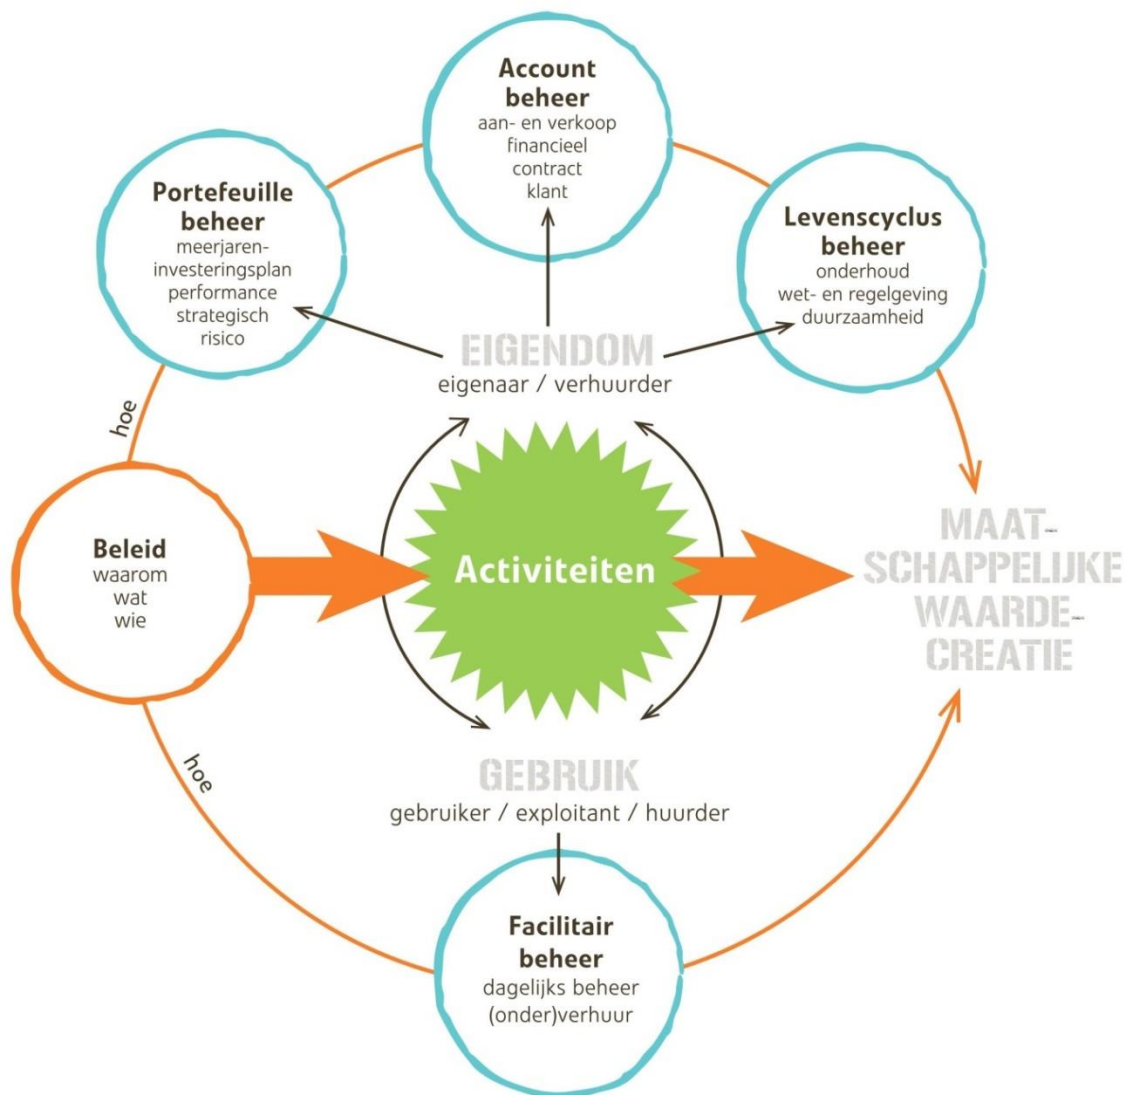 Account
beheer
aan- en verkoop
financieel
contract
klant
Portefeuille
beheer
meerjaren-
investeringsplan
performance
strategisch
risico
Levenscyclus
beheer
onderhoud
wet- en regelgeving
duurzaamheid
EIGENDOM
eigenaar / verhuurder
hoe
Beleid
waarom
wat
wie
Activiteiten
MAAT-
SCHAPPELIJKE
WAARDE-
CREATIE
hoe
GEBRUIK
gebruiker / exploitant / huurder
Facilitair
beheer
dagelijks beheer
(onder)verhuur